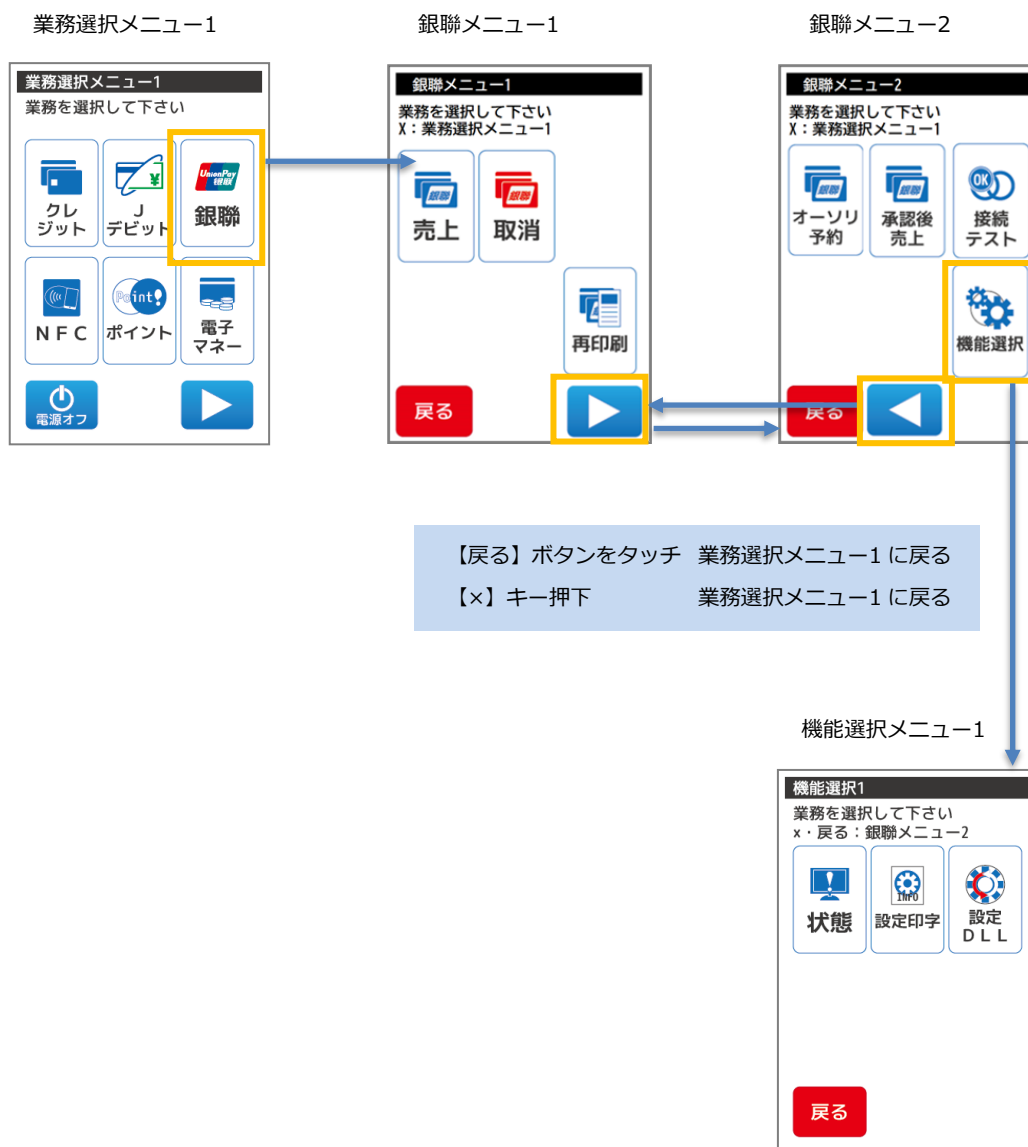 業務選択メニュー1
銀聯メニュー1
銀聯メニュー2
業務選択メニュー1
業務を選択して下さい
クレ
ジット
J
デビット
UnionPay
银联
銀聯
NFC
Point!
ポイント
電子
マネー
電源オフ
銀聯メニュー1
業務を選択して下さい
X：業務選択メニュー1
銀聯
売上
銀聯
取消
再印刷
戻る
銀聯メニュー2
業務を選択して下さい
X：業務選択メニュー1
銀聯
オーソリ
予約
銀聯
承認後
売上
OK
接続
テスト
機能選択
戻る
【戻る】ボタンをタッチ 業務選択メニュー1 に戻る
【×】キー押下 業務選択メニュー1 に戻る
機能選択メニュー1
機能選択1
業務を選択して下さい
x・戻る：銀聯メニュー2
状態
INFO
設定印字
設定
ＤＬＬ
戻る